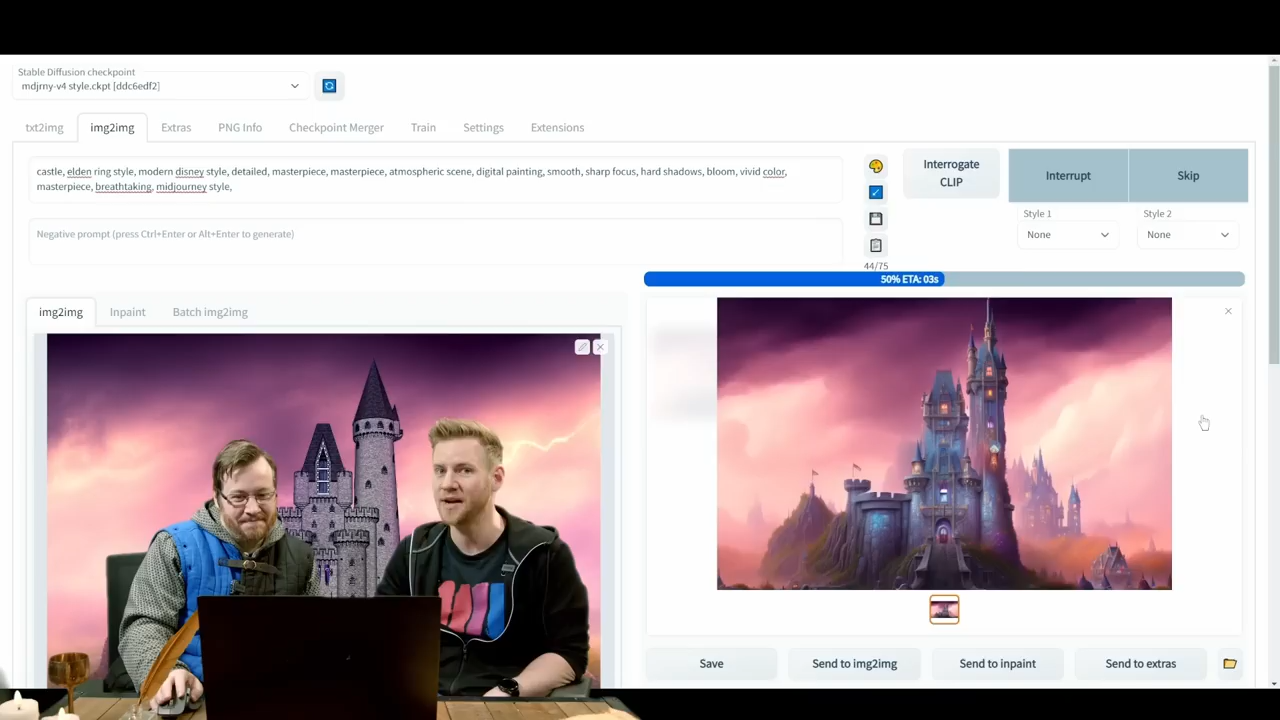 Stable Diffusion checkpoint
mdjrny-v4 style.ckpt [ddc6edf2]
txt2img
img2img
Extras
PNG Info
Checkpoint Merger
Train
Settings
Extensions
castle, elden ring style, modern disney style, detailed, masterpiece, masterpiece, atmospheric scene, digital painting, smooth, sharp focus, hard shadows, bloom, vivid color,
masterpiece, breathtaking, midjourney style,
Negative prompt (press Ctrl+Enter or Alt+Enter to generate)
44/75
Interrogate
CLIP
Interrupt
Skip
Style 1
None
Style 2
None
50% ETA: 03s
img2img
Inpaint
Batch img2img
Save
Send to img2img
Send to inpaint
Send to extras